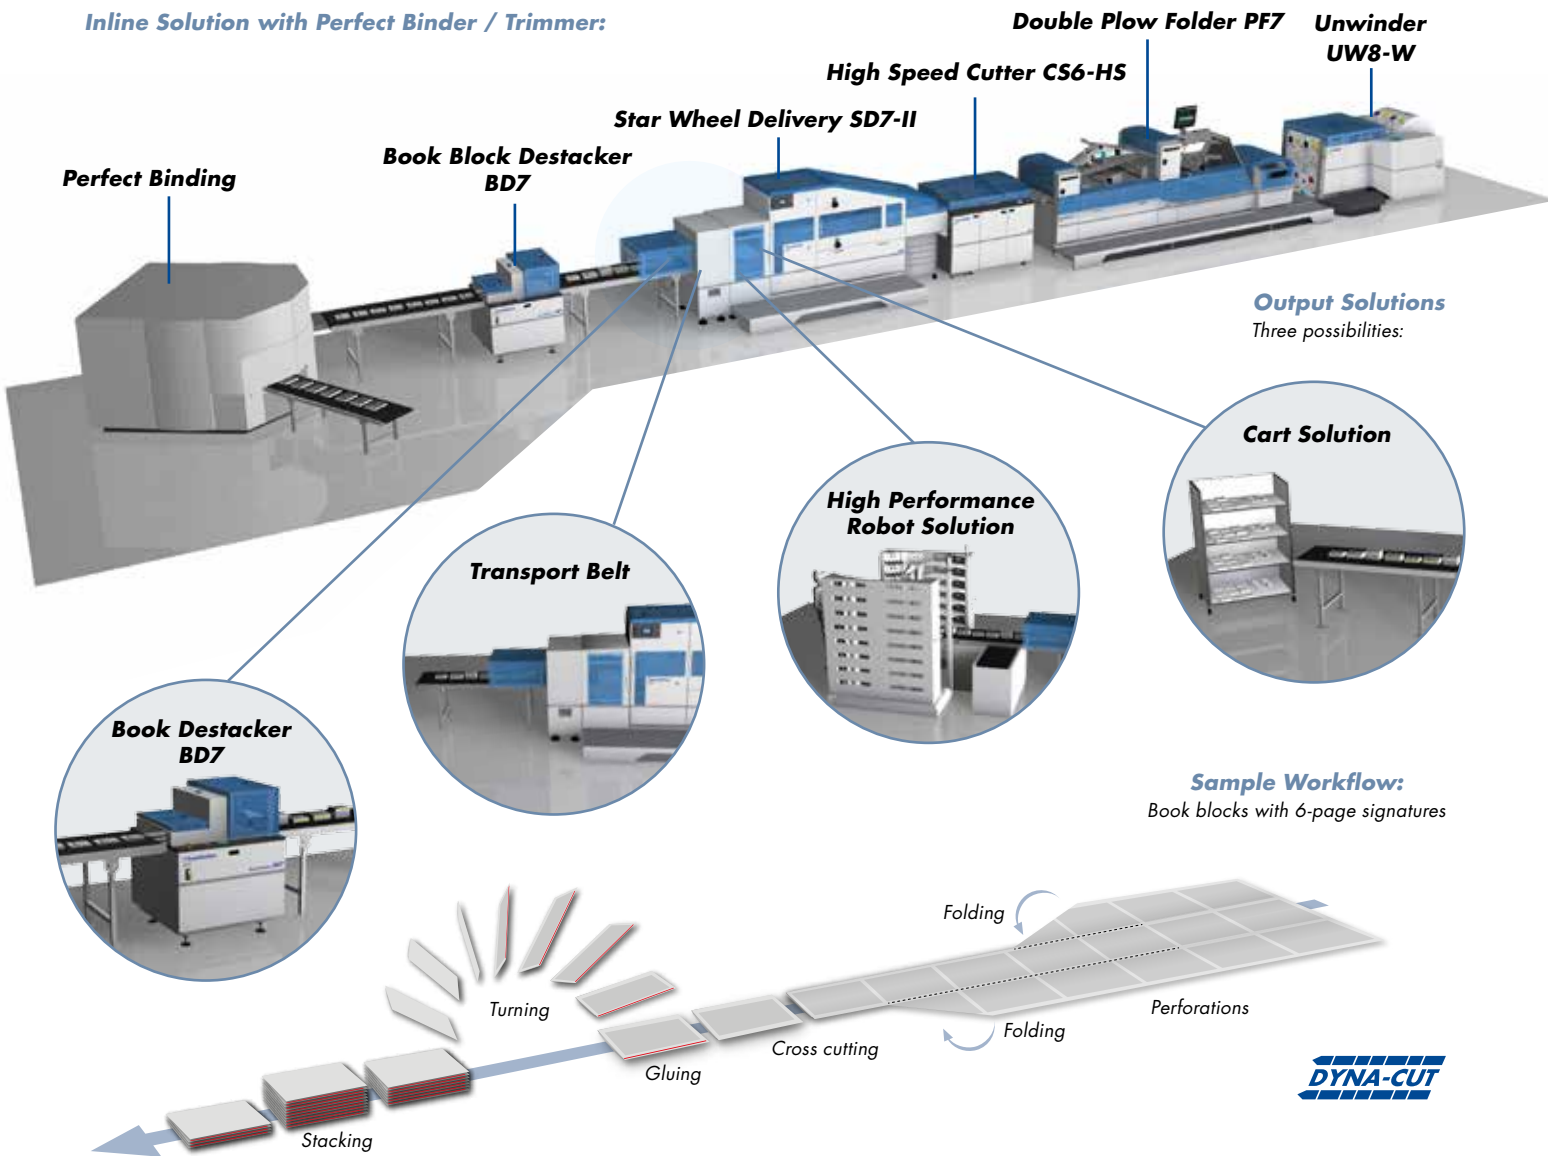 Inline Solution with Perfect Binder / Trimmer:
Double Plow Folder PF7
Unwinder
UW8-W
High Speed Cutter CS6-HS
Star Wheel Delivery SD7-II
Book Block Destacker
BD7
Perfect Binding
Output Solutions
Three possibilities:
Cart Solution
High Performance
Robot Solution
Transport Belt
Book Destacker
BD7
Sample Workflow:
Book blocks with 6-page signatures
Folding
Turning
Perforations
Folding
Cross cutting
Gluing
Stacking
DYNA-CUT